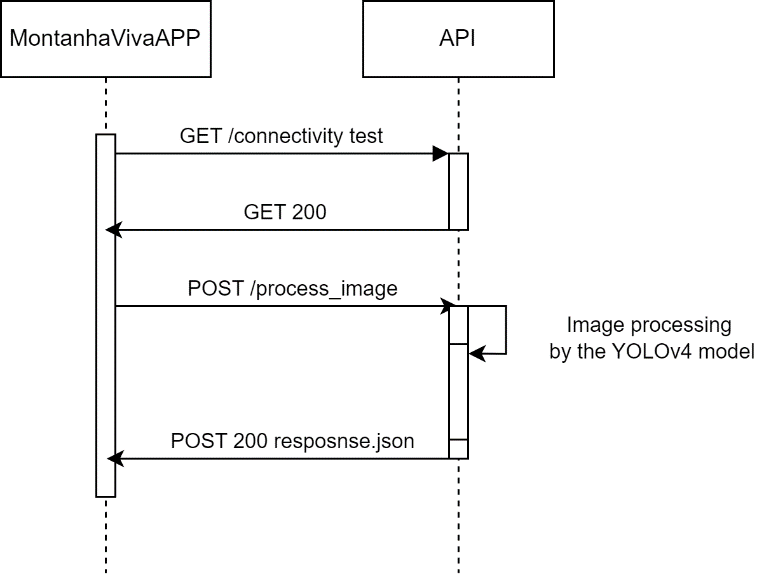 MontanhaVivaAPP
API
GET /connectivity test
GET 200
POST /process_image
Image processing
by the YOLOv4 model
POST 200 resposnse.json